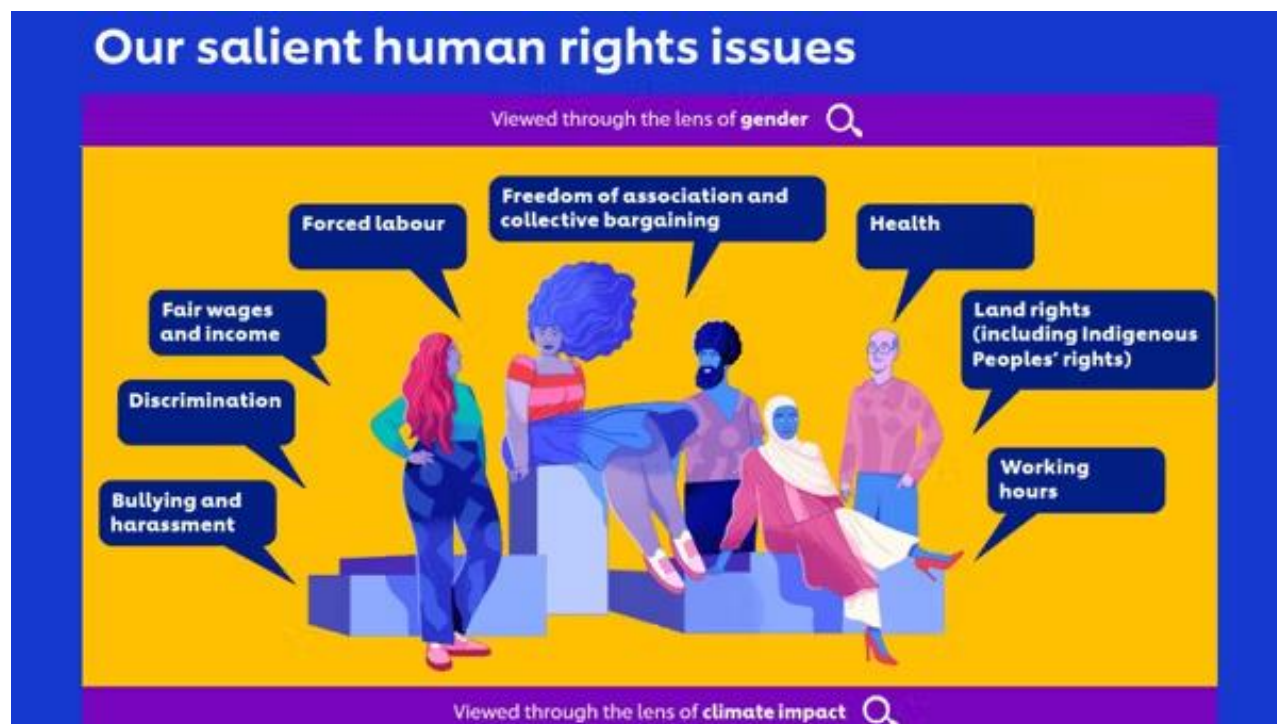 Our salient human rights issues
Viewed through the lens of gender
Freedom of association and
collective bargaining
Forced labour
Health
Fair wages
and income
Land rights
(including Indigenous
Peoples’ rights)
Discrimination
Working
hours
Bullying and
harassment
Viewed through the lens of climate impact